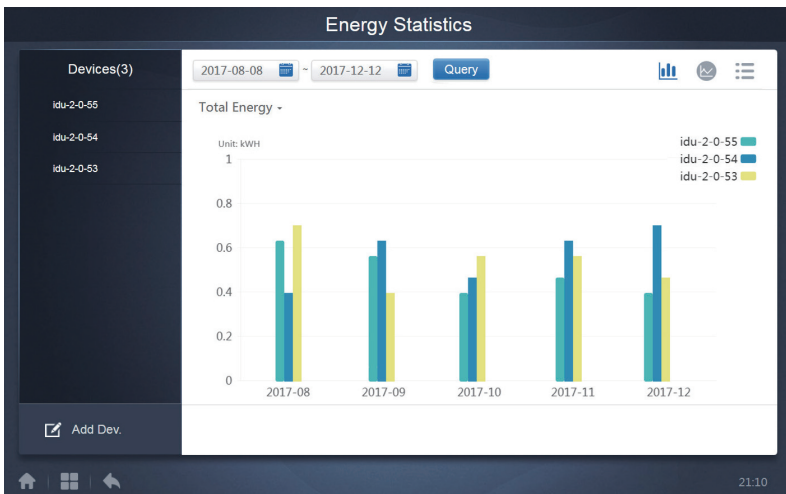 Energy Statistics
Devices(3)
idu-2-0-55
idu-2-0-54
idu-2-0-53
Add Dev.
2017-08-08 ~ 2017-12-12 Query
Total Energy
Unit: kWH
idu-2-0-55
idu-2-0-54
idu-2-0-53
1
0.8
0.6
0.4
0.2
0
2017-08 2017-09 2017-10 2017-11 2017-12
21:10